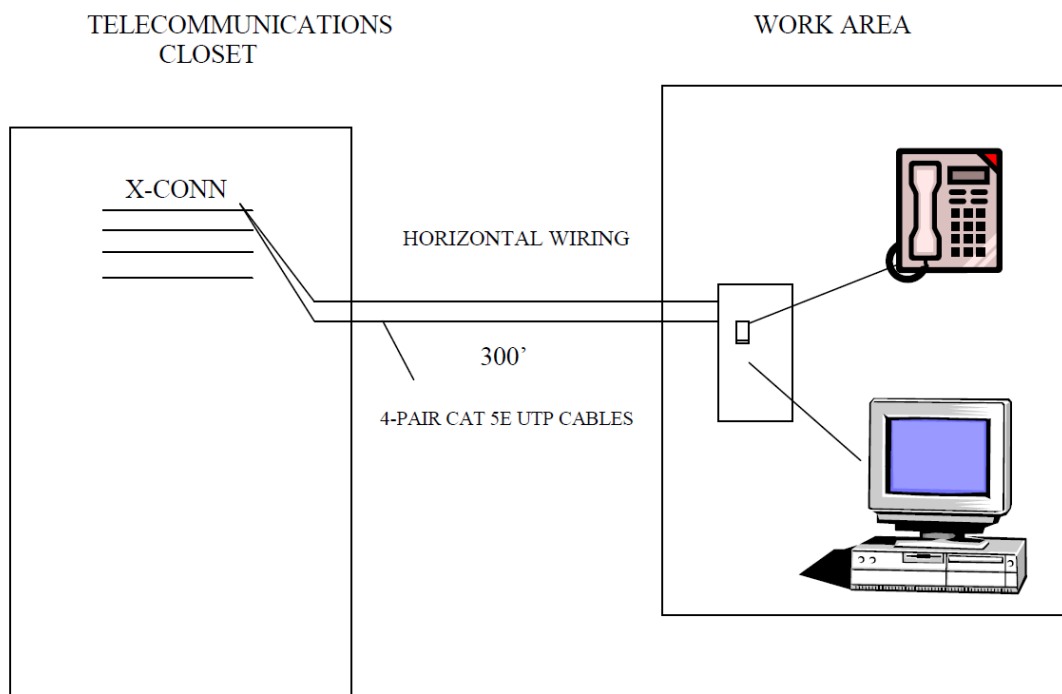 TELECOMMUNICATIONS
CLOSET
WORK AREA
X-CONN
HORIZONTAL WIRING
300’
4-PAIR CAT 5E UTP CABLES